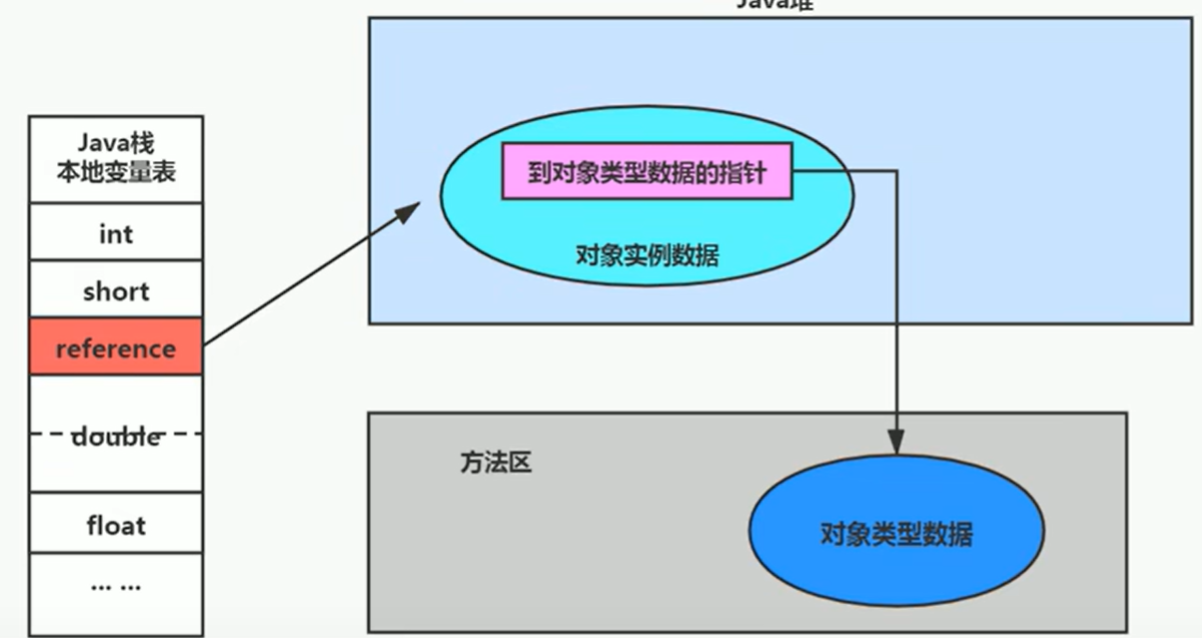 Java堆
Java栈
本地变量表
int
short
reference
double
float
... ...
到对象类型数据的指针
对象实例数据
方法区
对象类型数据